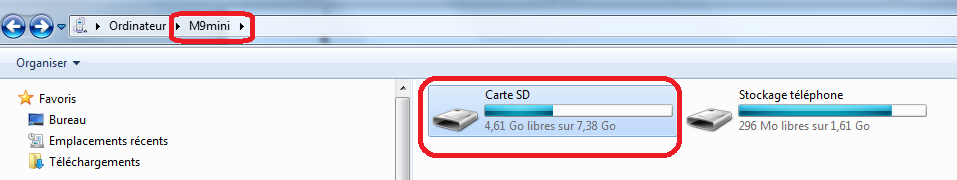 Ordinateur M9mini
Organiser
Favoris
Bureau
Emplacements récents
Téléchargements
Carte SD
4,61 Go libres sur 7,38 Go
Stockage téléphone
296 Mo libres sur 1,61 Go